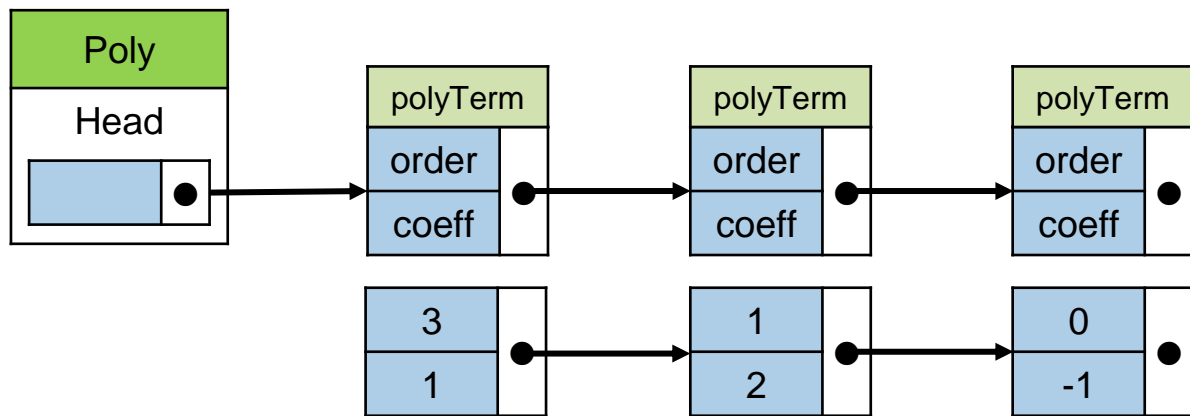 Poly
Head
polyTerm polyTerm polyTerm
order order order
coeff coeff coeff
3 1 0
1 2 -1